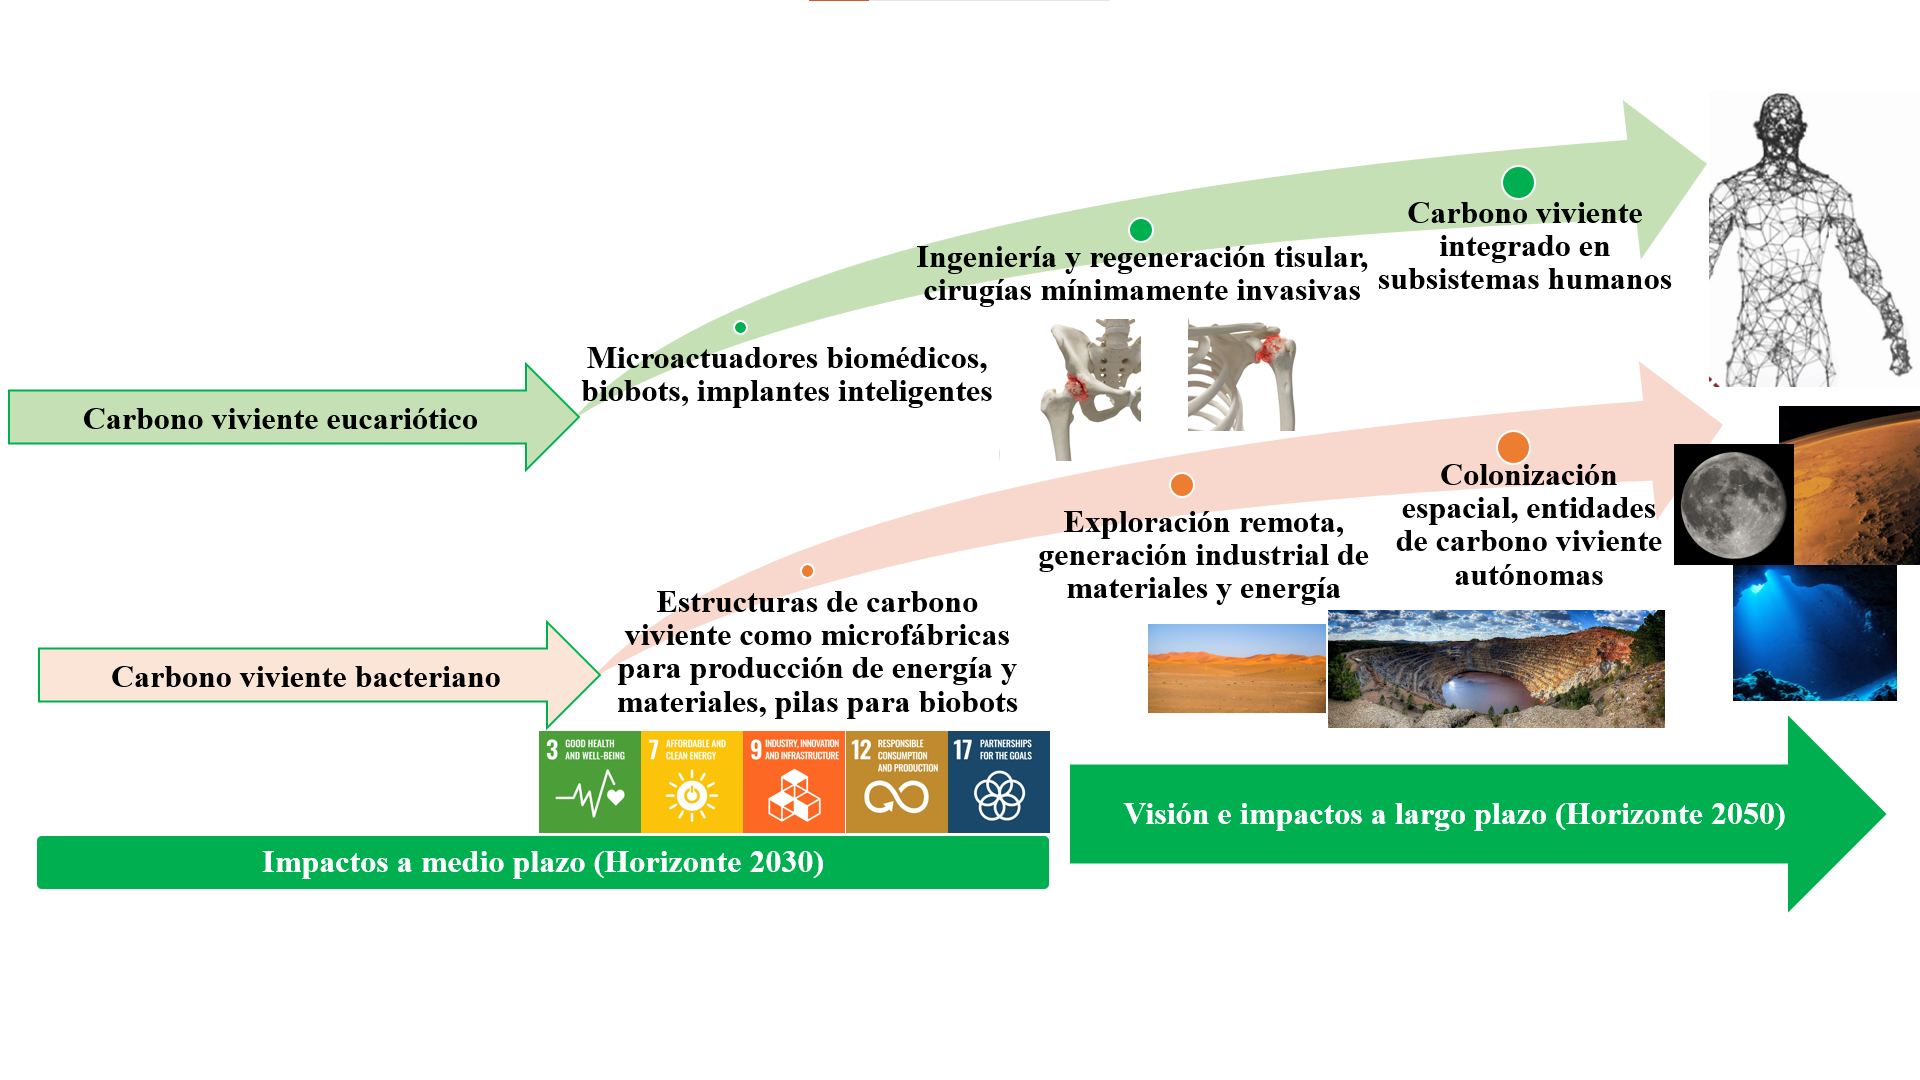 Carbono viviente
integrado en
subsistemas humanos
Ingeniería y regeneración tisular,
cirugías mínimamente invasivas
Microactuadores biomédicos,
biobots, implantes inteligentes
Carbono viviente eucariótico
Colonización
espacial, entidades
de carbono viviente
autónomas
Exploración remota,
generación industrial de
materiales y energía
Estructuras de carbono
viviente como microfábricas
para producción de energía y
materiales, pilas para biobots
Carbono viviente bacteriano
3 GOOD HEALTH
AND WELL-BEING
7 AFFORDABLE AND
CLEAN ENERGY
9 INDUSTRY, INNOVATION
AND INFRASTRUCTURE
12 RESPONSIBLE
CONSUMPTION
AND PRODUCTION
17 PARTNERSHIPS
FOR THE GOALS
Visión e impactos a largo plazo (Horizonte 2050)
Impactos a medio plazo (Horizonte 2030)